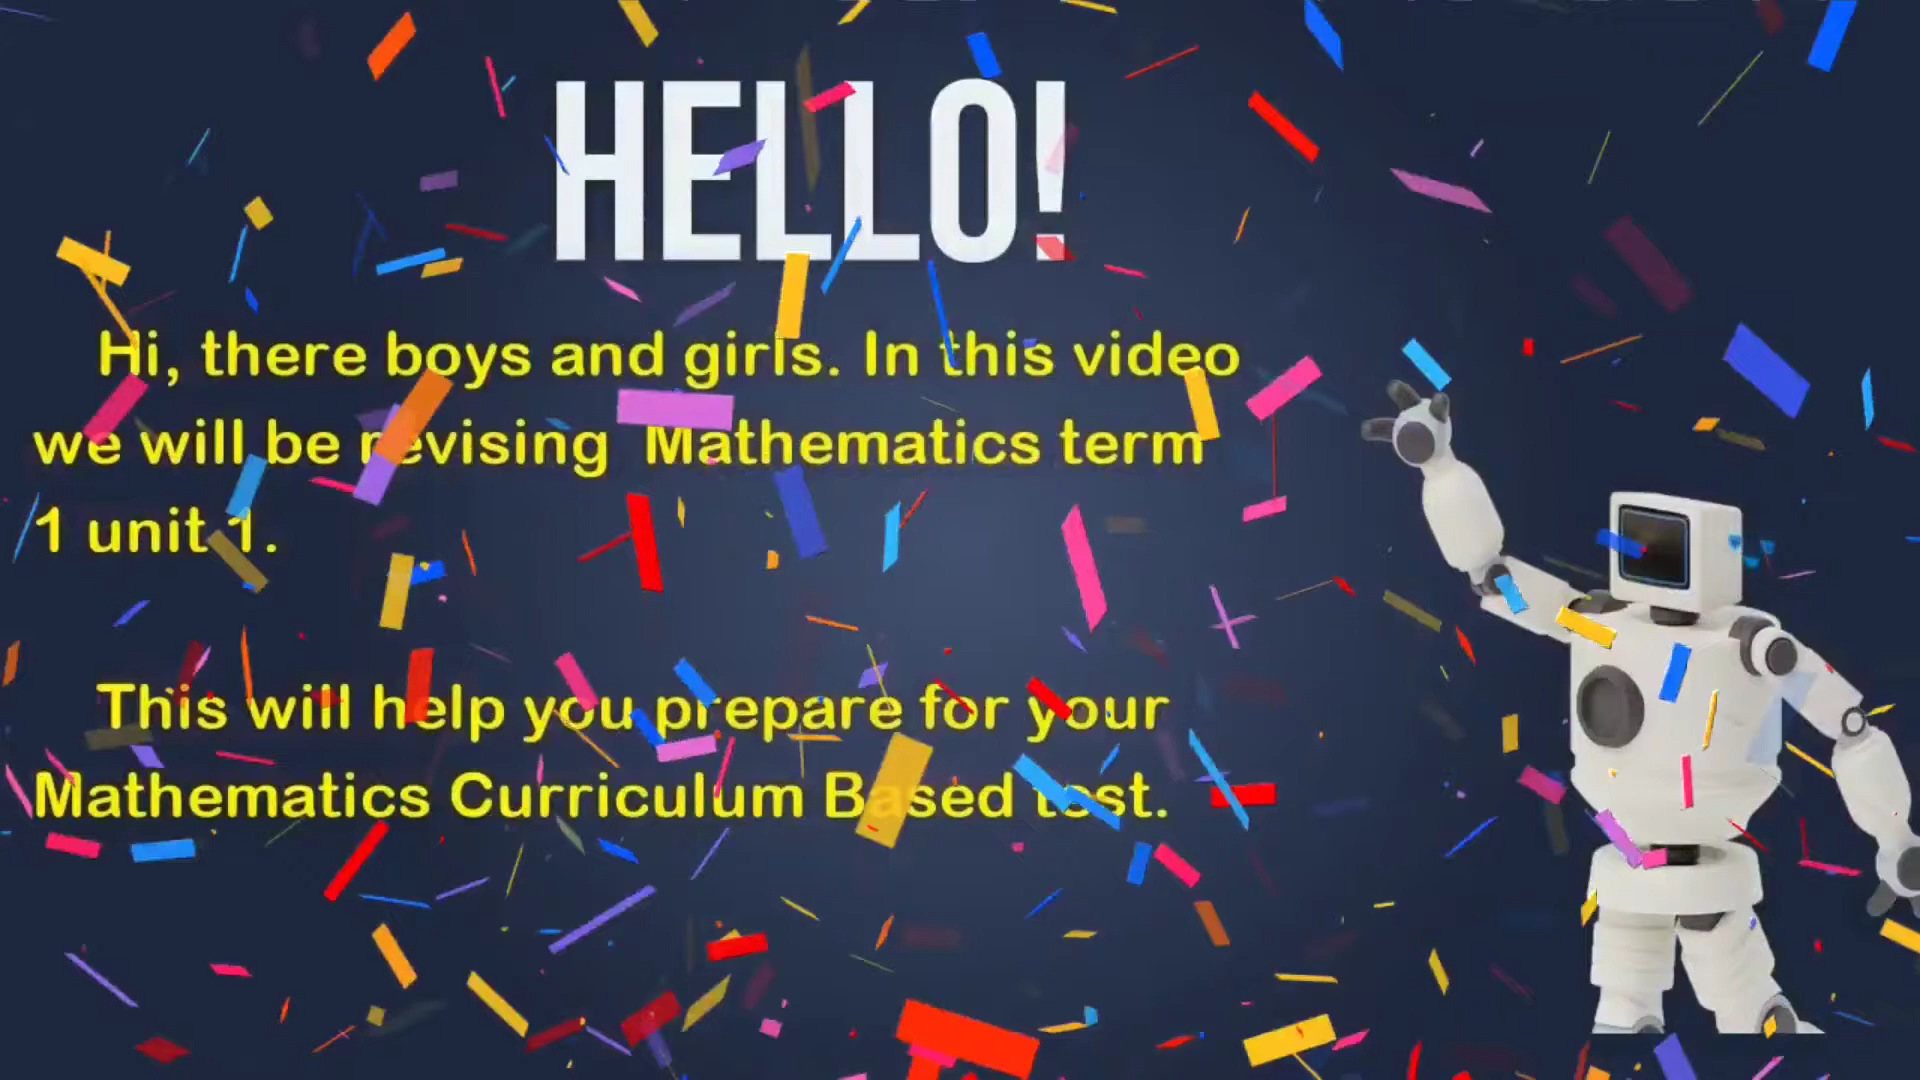 HELLO!
Hi, there boys and girls. In this video
we will be revising Mathematics term
1 unit 1.
This will help you prepare for your
Mathematics Curriculum Based test.